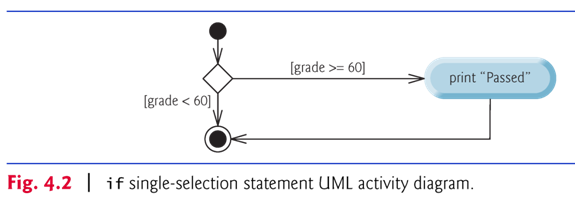 [grade >= 60]
print “Passed”
[grade < 60]
Fig. 4.2 | if single-selection statement UML activity diagram.